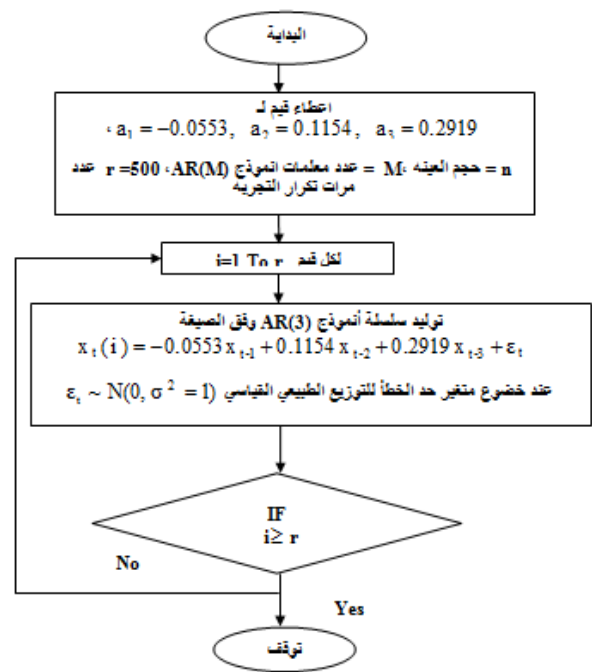 البداية
اعطاء قيم لـ
، a₁ = −0.0553, a₂ = 0.1154, a₃ = 0.2919
n = حجم العينه ،M = عدد معلمات انموذج AR(M)، r =500 عدد
مرات تكرار التجربه
لكل قيم i=1 To r
توليد سلسلة أنموذج AR(3) وفق الصيغة
x_t(i) = −0.0553 x_{t-1} + 0.1154 x_{t-2} + 0.2919 x_{t-3} + ε_t
عند خضوع متغير حد الخطأ للتوزيع الطبيعي القياسي ε_t ~ N(0, σ² = 1)
IF
i≥ r
No
Yes
توقف